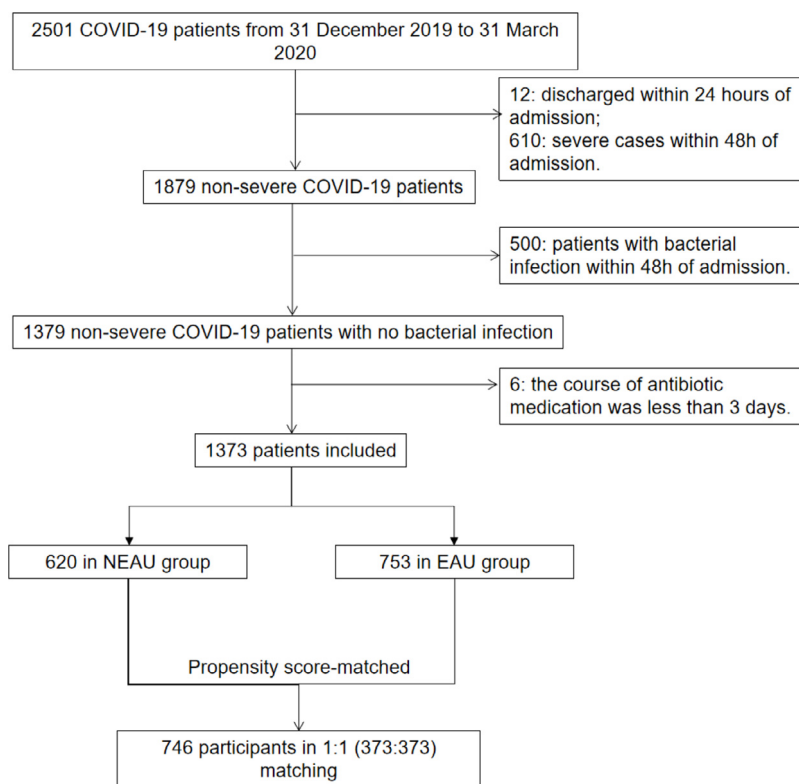 2501 COVID-19 patients from 31 December 2019 to 31 March
2020
12: discharged within 24 hours of
admission;
610: severe cases within 48h of
admission.
1879 non-severe COVID-19 patients
500: patients with bacterial
infection within 48h of admission.
1379 non-severe COVID-19 patients with no bacterial infection
6: the course of antibiotic
medication was less than 3 days.
1373 patients included
620 in NEAU group
753 in EAU group
Propensity score-matched
746 participants in 1:1 (373:373)
matching